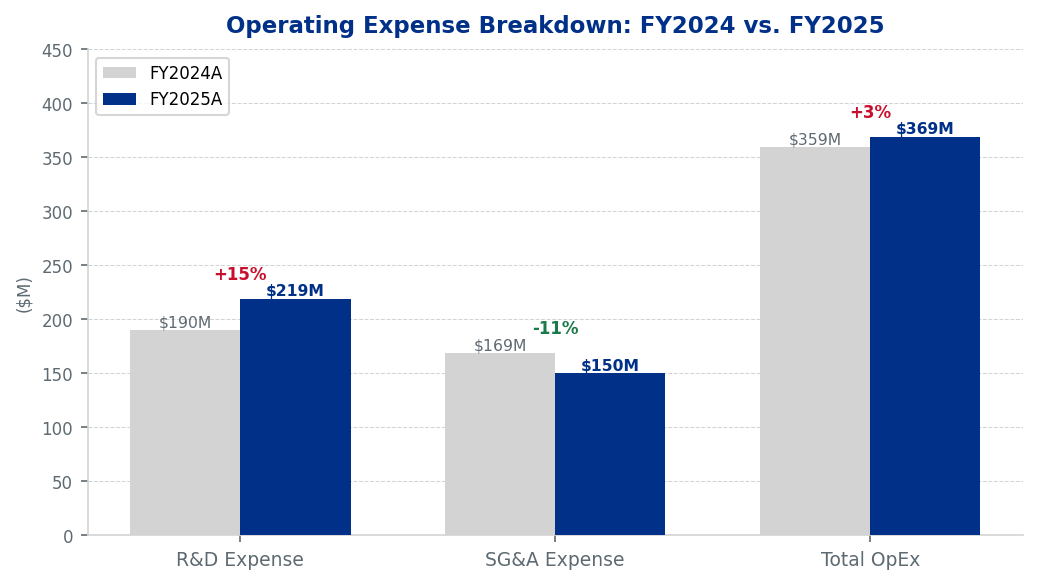 Operating Expense Breakdown: FY2024 vs. FY2025
FY2024A
FY2025A
($M)
450
400
350
300
250
200
150
100
50
0
+15%
$190M
$219M
-11%
$169M
$150M
+3%
$359M
$369M
R&D Expense
SG&A Expense
Total OpEx